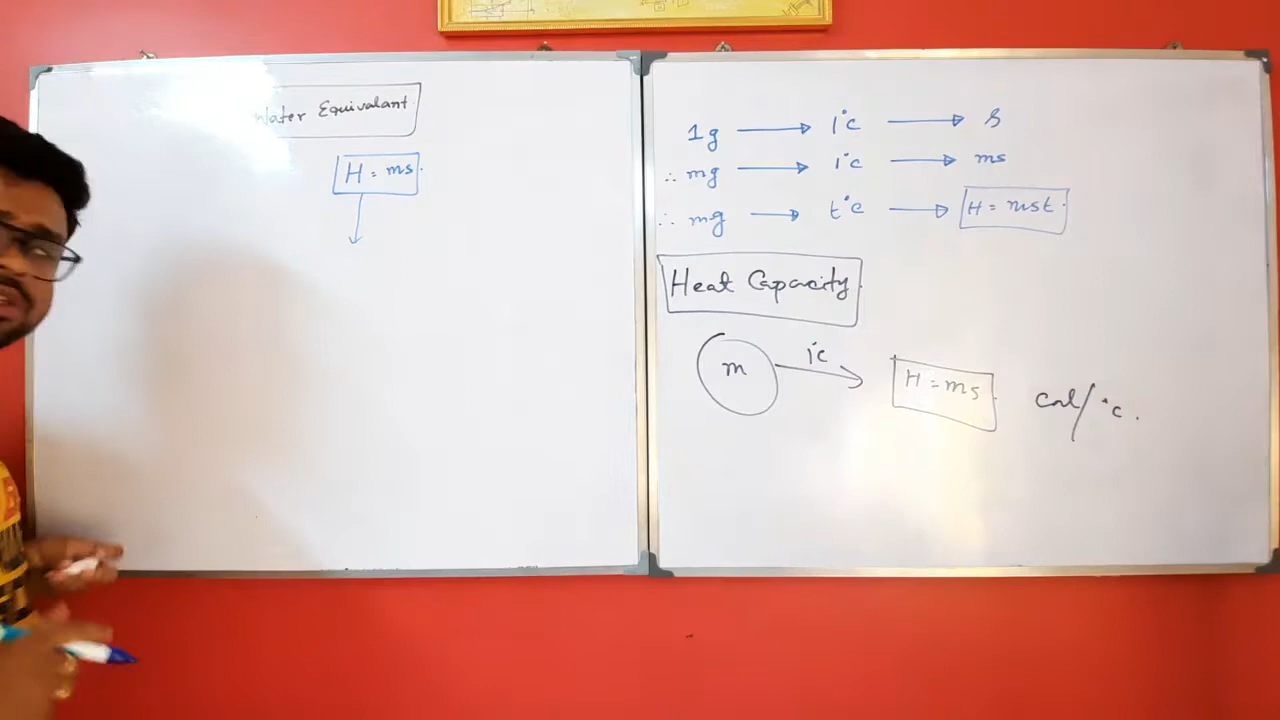 Water Equivalant
H = ms.
1g → 1°c → s
∴ mg → 1°c → ms
∴ mg → t°c → H = mst.
Heat Capacity
m 1°c → H = ms. cal/°c.